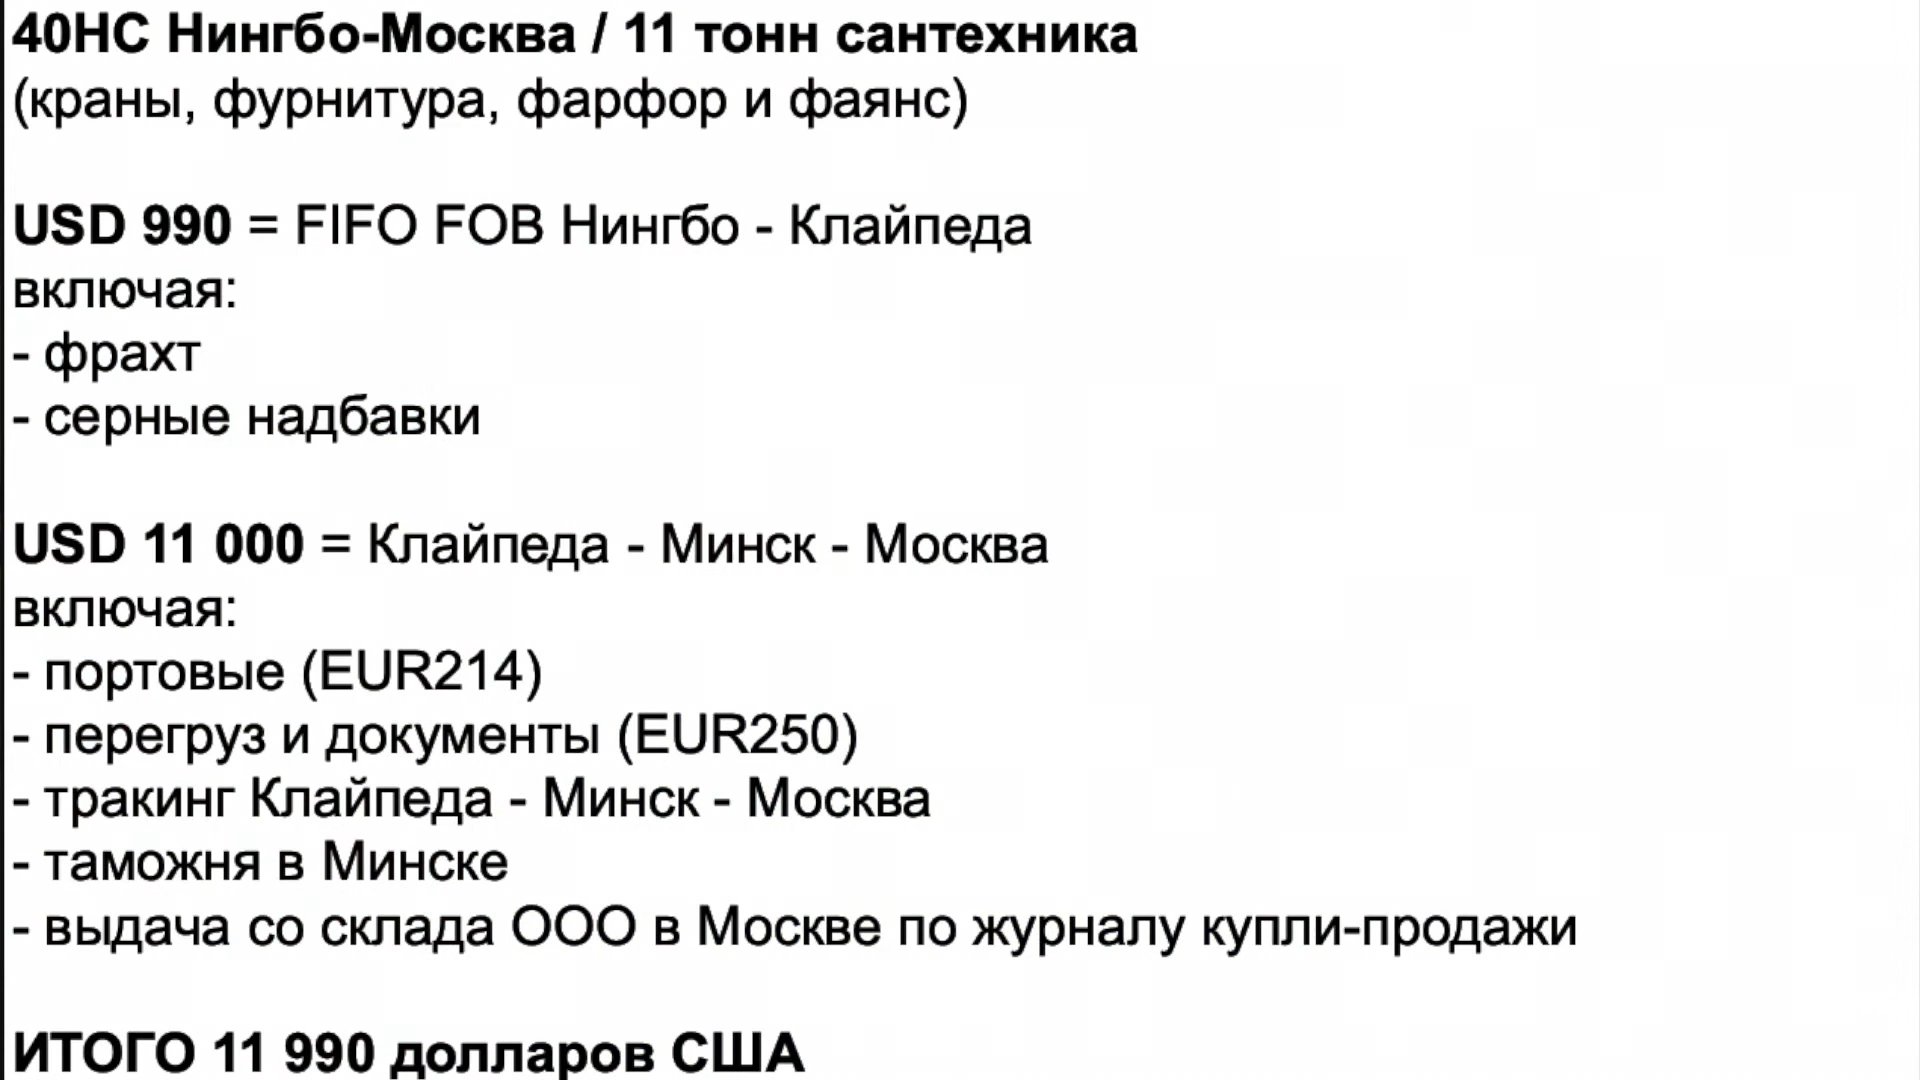 40HC Нингбо-Москва / 11 тонн сантехника
(краны, фурнитура, фарфор и фаянс)
USD 990 = FIFO FOB Нингбо - Клайпеда
включая:
- фрахт
- серные надбавки
USD 11 000 = Клайпеда - Минск - Москва
включая:
- портовые (EUR214)
- перегруз и документы (EUR250)
- тракинг Клайпеда - Минск - Москва
- таможня в Минске
- выдача со склада ООО в Москве по журналу купли-продажи
ИТОГО 11 990 долларов США